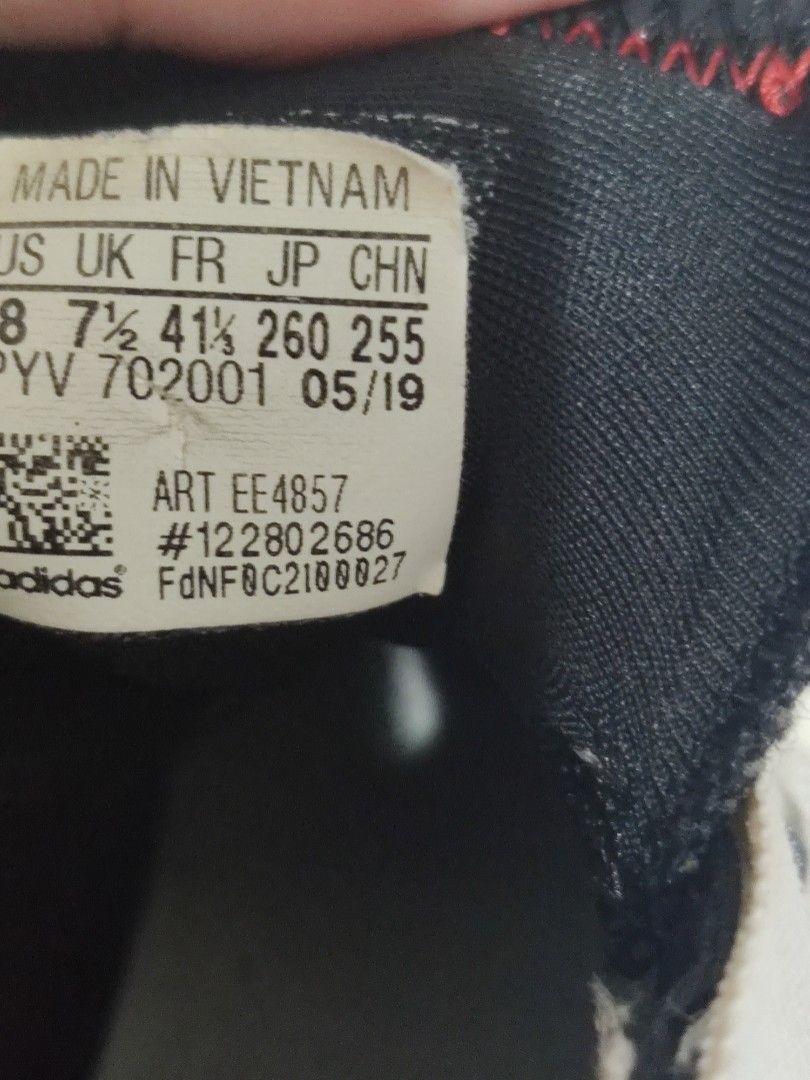 MADE IN VIETNAM
US UK FR JP CHN
8 7½ 41⅓ 260 255
PYV 702001 05/19
ART EE4857
#122802686
adidas® FdNF0C2100027